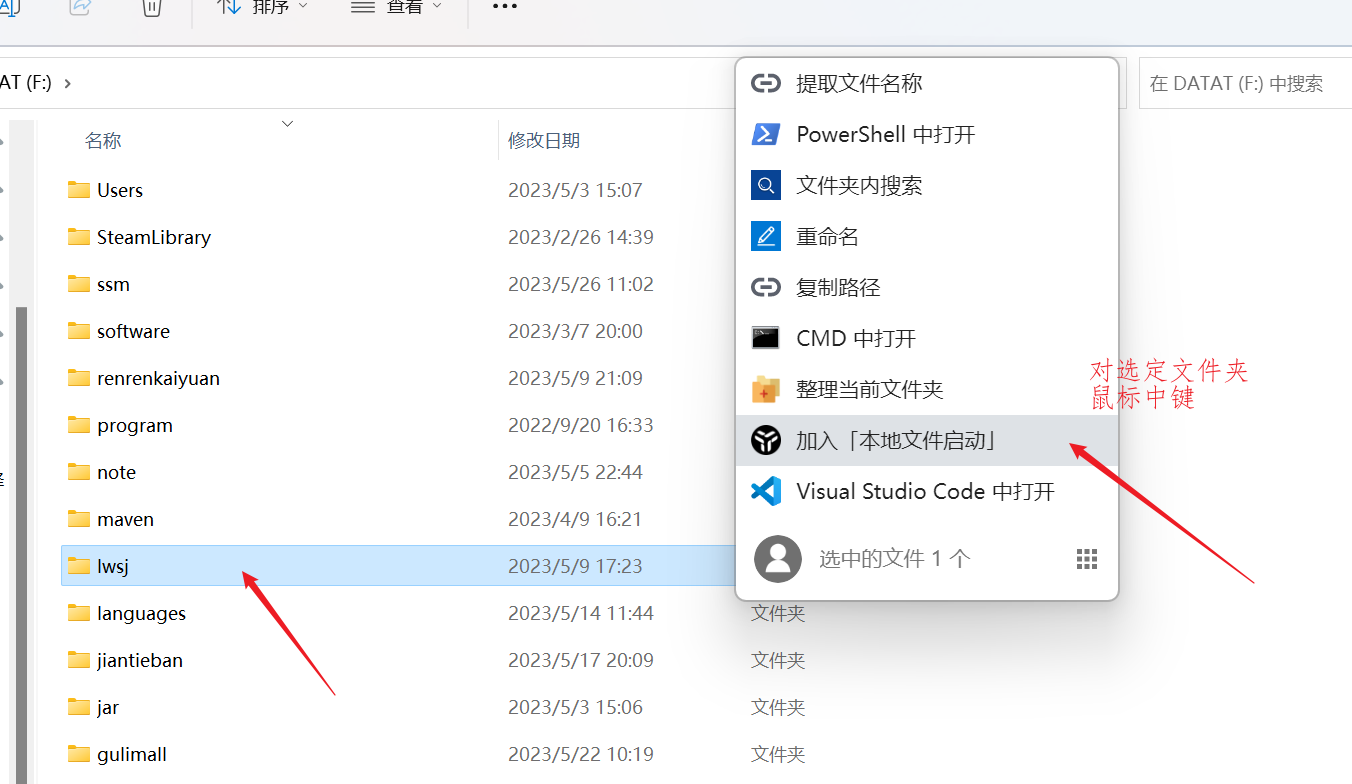 排序
查看
AT (F:)
在 DATAT (F:) 中搜索
名称
修改日期
Users 2023/5/3 15:07
SteamLibrary 2023/2/26 14:39
ssm 2023/5/26 11:02
software 2023/3/7 20:00
renrenkaiyuan 2023/5/9 21:09
program 2022/9/20 16:33
note 2023/5/5 22:44
maven 2023/4/9 16:21
lwsj 2023/5/9 17:23
languages 2023/5/14 11:44 文件夹
jiantieban 2023/5/17 20:09 文件夹
jar 2023/5/3 15:06 文件夹
gulimall 2023/5/22 10:19 文件夹
提取文件名称
PowerShell 中打开
文件夹内搜索
重命名
复制路径
CMD 中打开
整理当前文件夹
加入「本地文件启动」
Visual Studio Code 中打开
选中的文件 1 个
对选定文件夹
鼠标中键